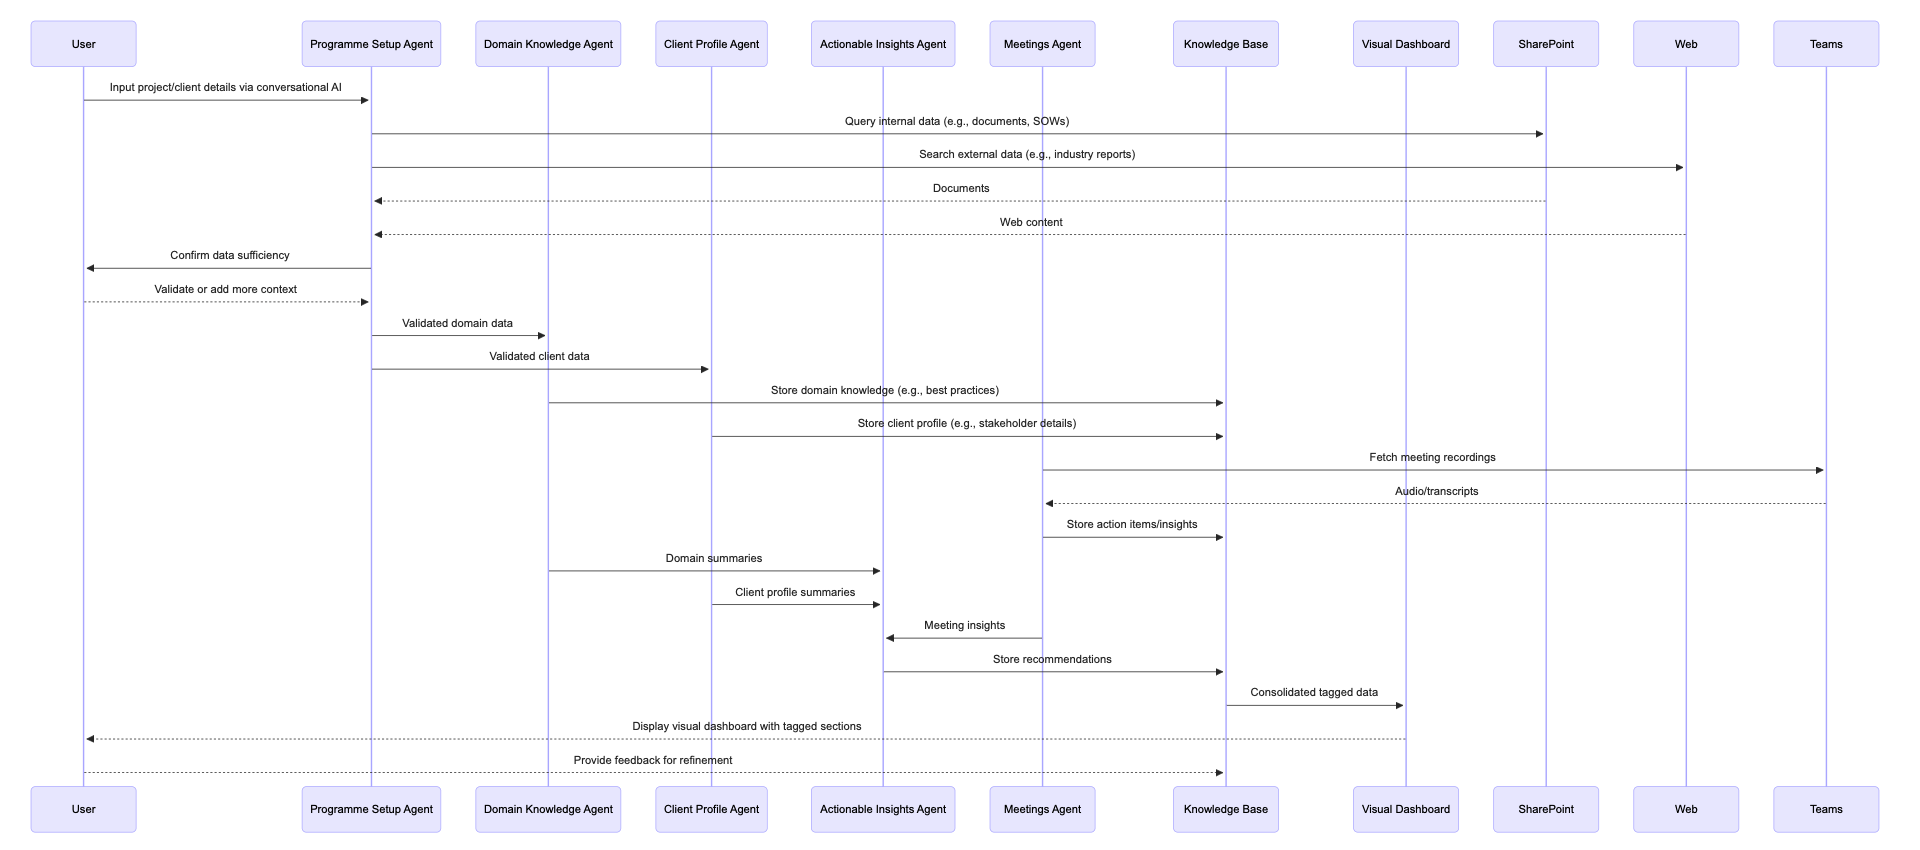 User
Programme Setup Agent
Domain Knowledge Agent
Client Profile Agent
Actionable Insights Agent
Meetings Agent
Knowledge Base
Visual Dashboard
SharePoint
Web
Teams
Input project/client details via conversational AI
Query internal data (e.g., documents, SOWs)
Search external data (e.g., industry reports)
Documents
Web content
Confirm data sufficiency
Validate or add more context
Validated domain data
Validated client data
Store domain knowledge (e.g., best practices)
Store client profile (e.g., stakeholder details)
Fetch meeting recordings
Audio/transcripts
Store action items/insights
Domain summaries
Client profile summaries
Meeting insights
Store recommendations
Consolidated tagged data
Display visual dashboard with tagged sections
Provide feedback for refinement
User
Programme Setup Agent
Domain Knowledge Agent
Client Profile Agent
Actionable Insights Agent
Meetings Agent
Knowledge Base
Visual Dashboard
SharePoint
Web
Teams